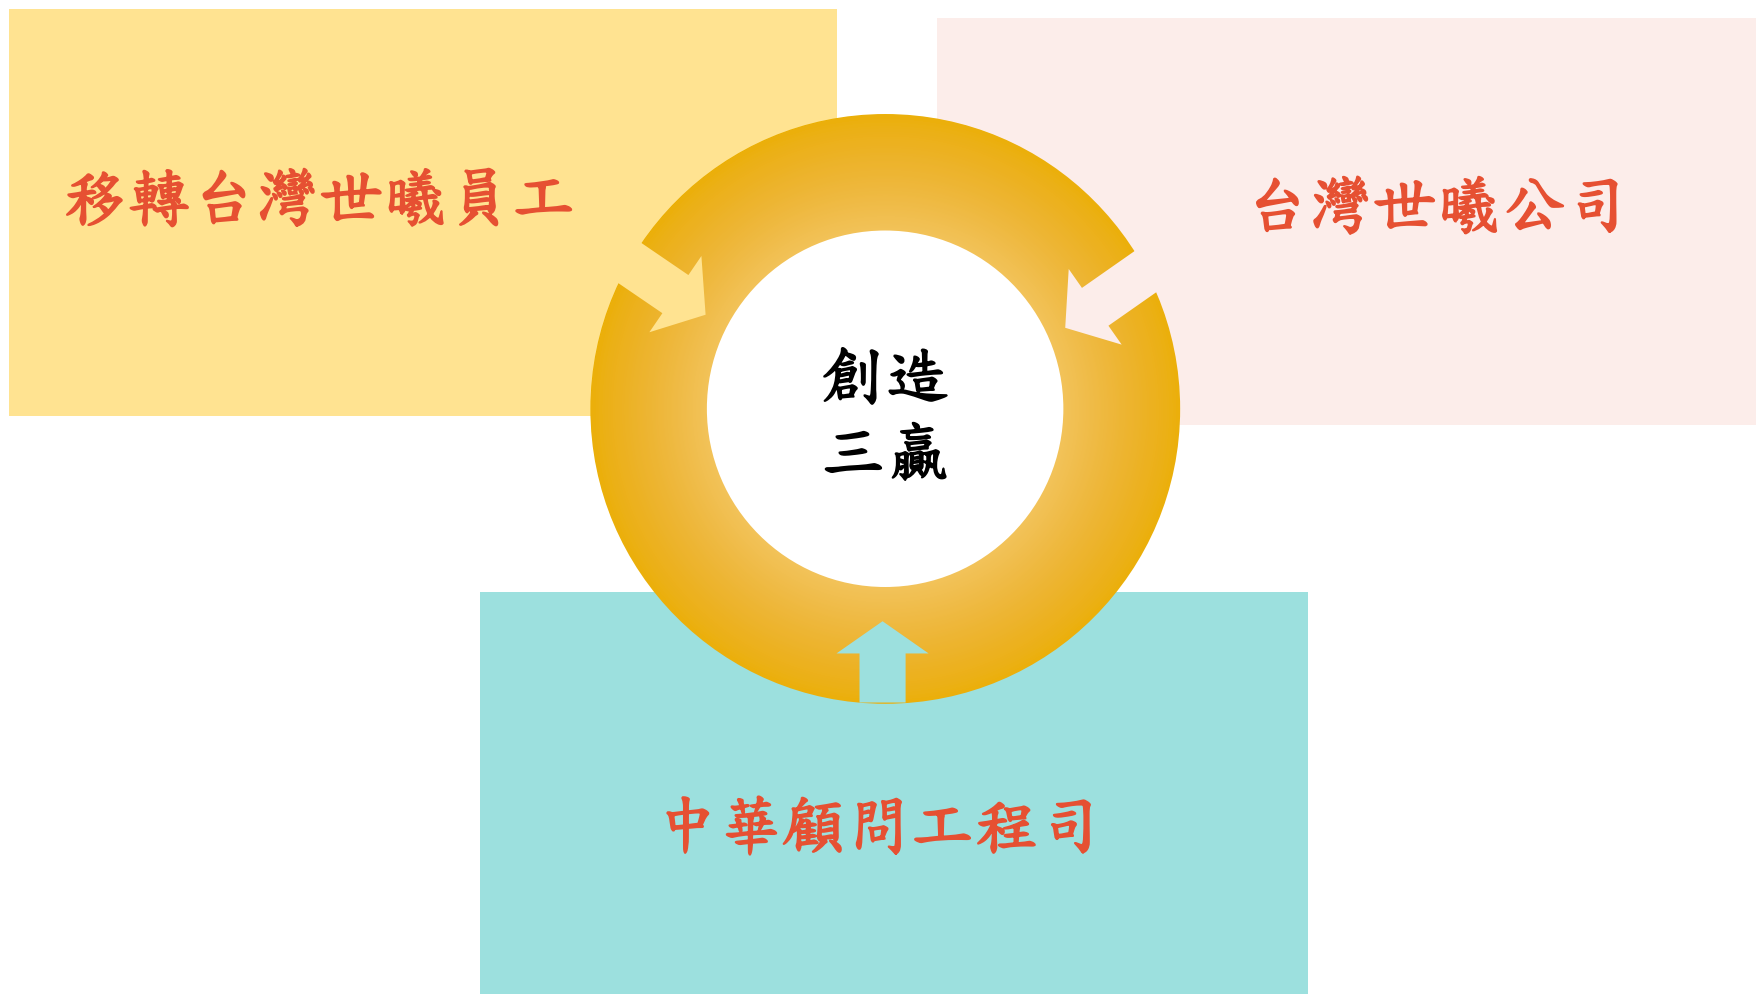 移轉台灣世曦員工
台灣世曦公司
創造
三贏
中華顧問工程司